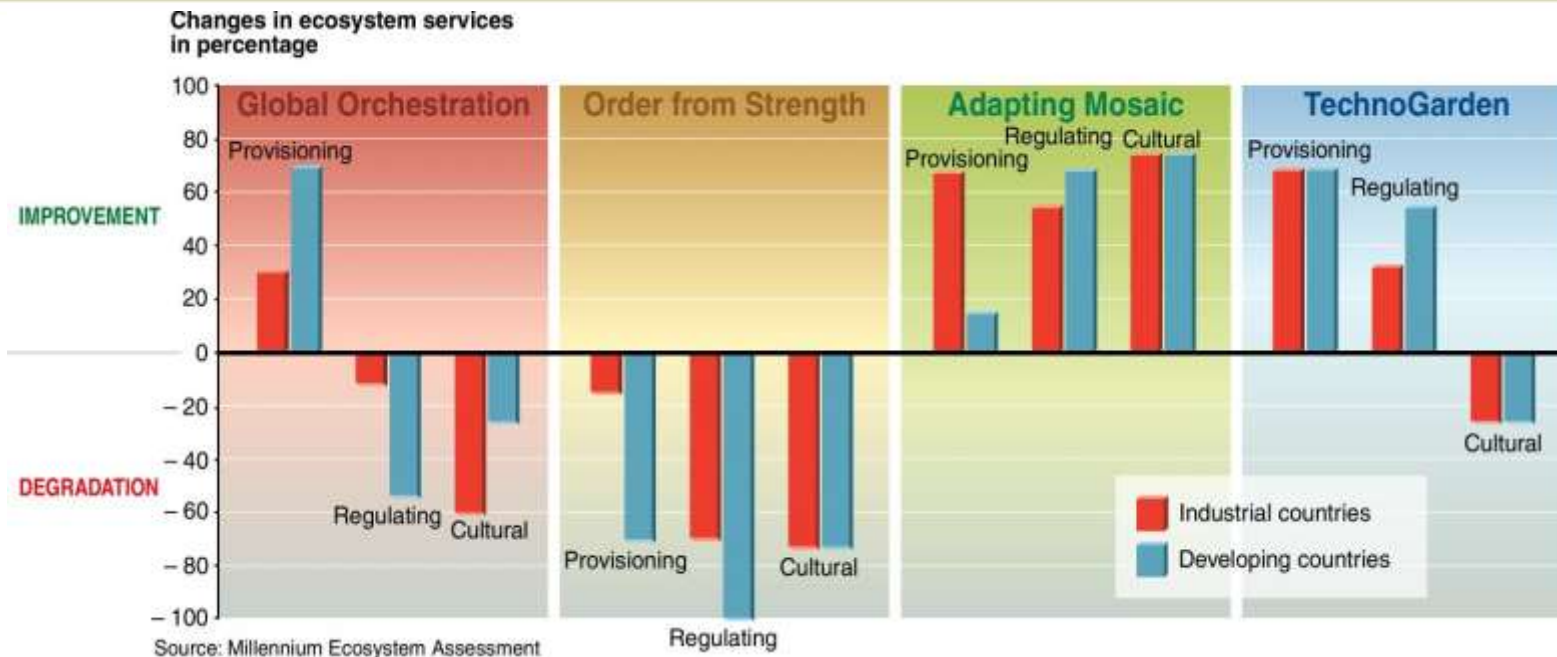 Changes in ecosystem services
in percentage
100
80
60
40
20
0
– 20
– 40
– 60
– 80
– 100
IMPROVEMENT
DEGRADATION
Global Orchestration
Provisioning
Regulating
Cultural
Order from Strength
Provisioning
Regulating
Cultural
Adapting Mosaic
Provisioning
Regulating
Cultural
TechnoGarden
Provisioning
Regulating
Cultural
Industrial countries
Developing countries
Source: Millennium Ecosystem Assessment